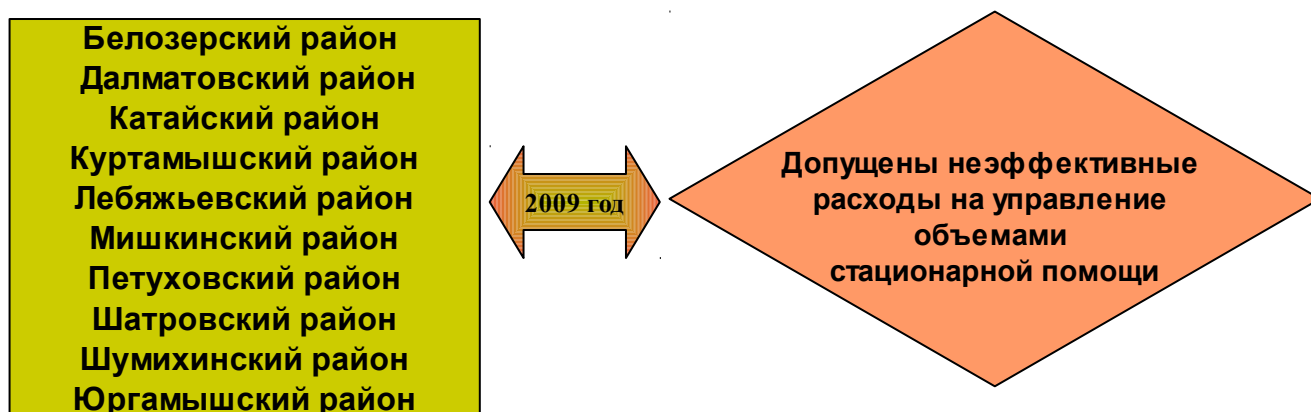 Белозерский район
Далматовский район
Катайский район
Куртамышский район
Лебяжьевский район
Мишкинский район
Петуховский район
Шатровский район
Шумихинский район
Юргамышский район
2009 год
Допущены неэффективные
расходы на управление
объемами
стационарной помощи